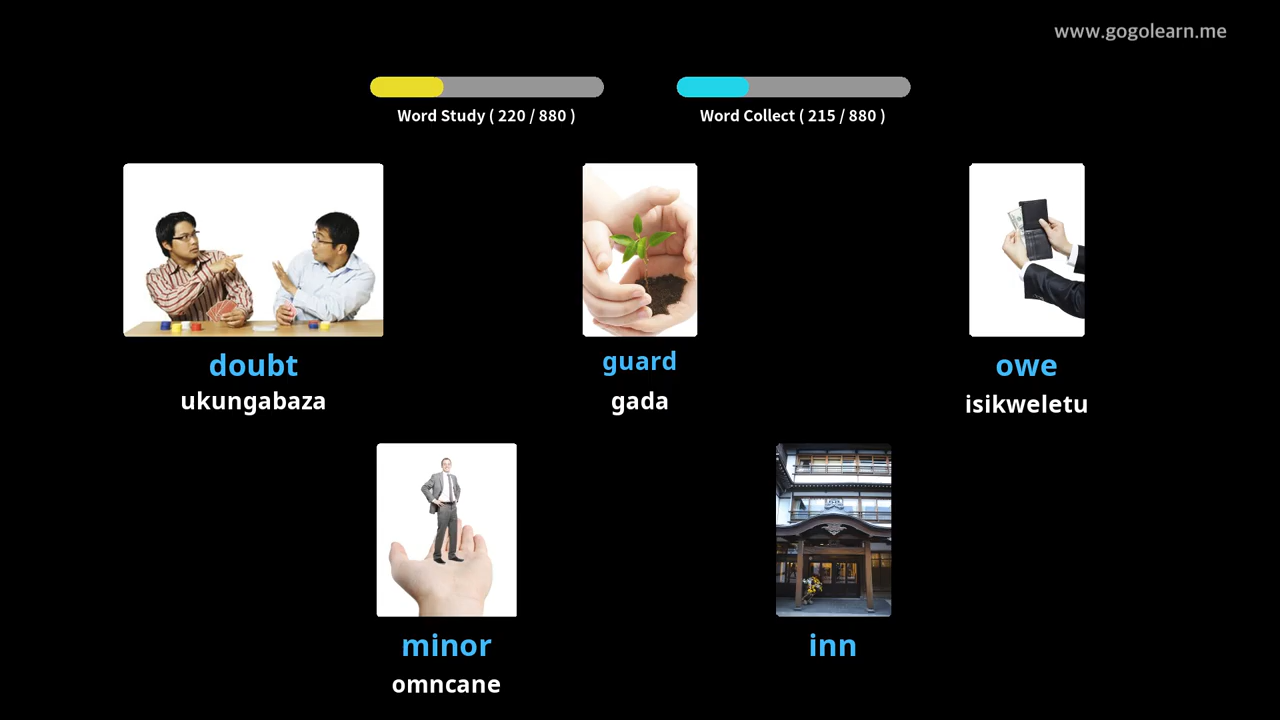 www.gogolearn.me
Word Study ( 220 / 880 )
Word Collect ( 215 / 880 )
doubt
ukungabaza
guard
gada
owe
isikweletu
minor
omncane
inn